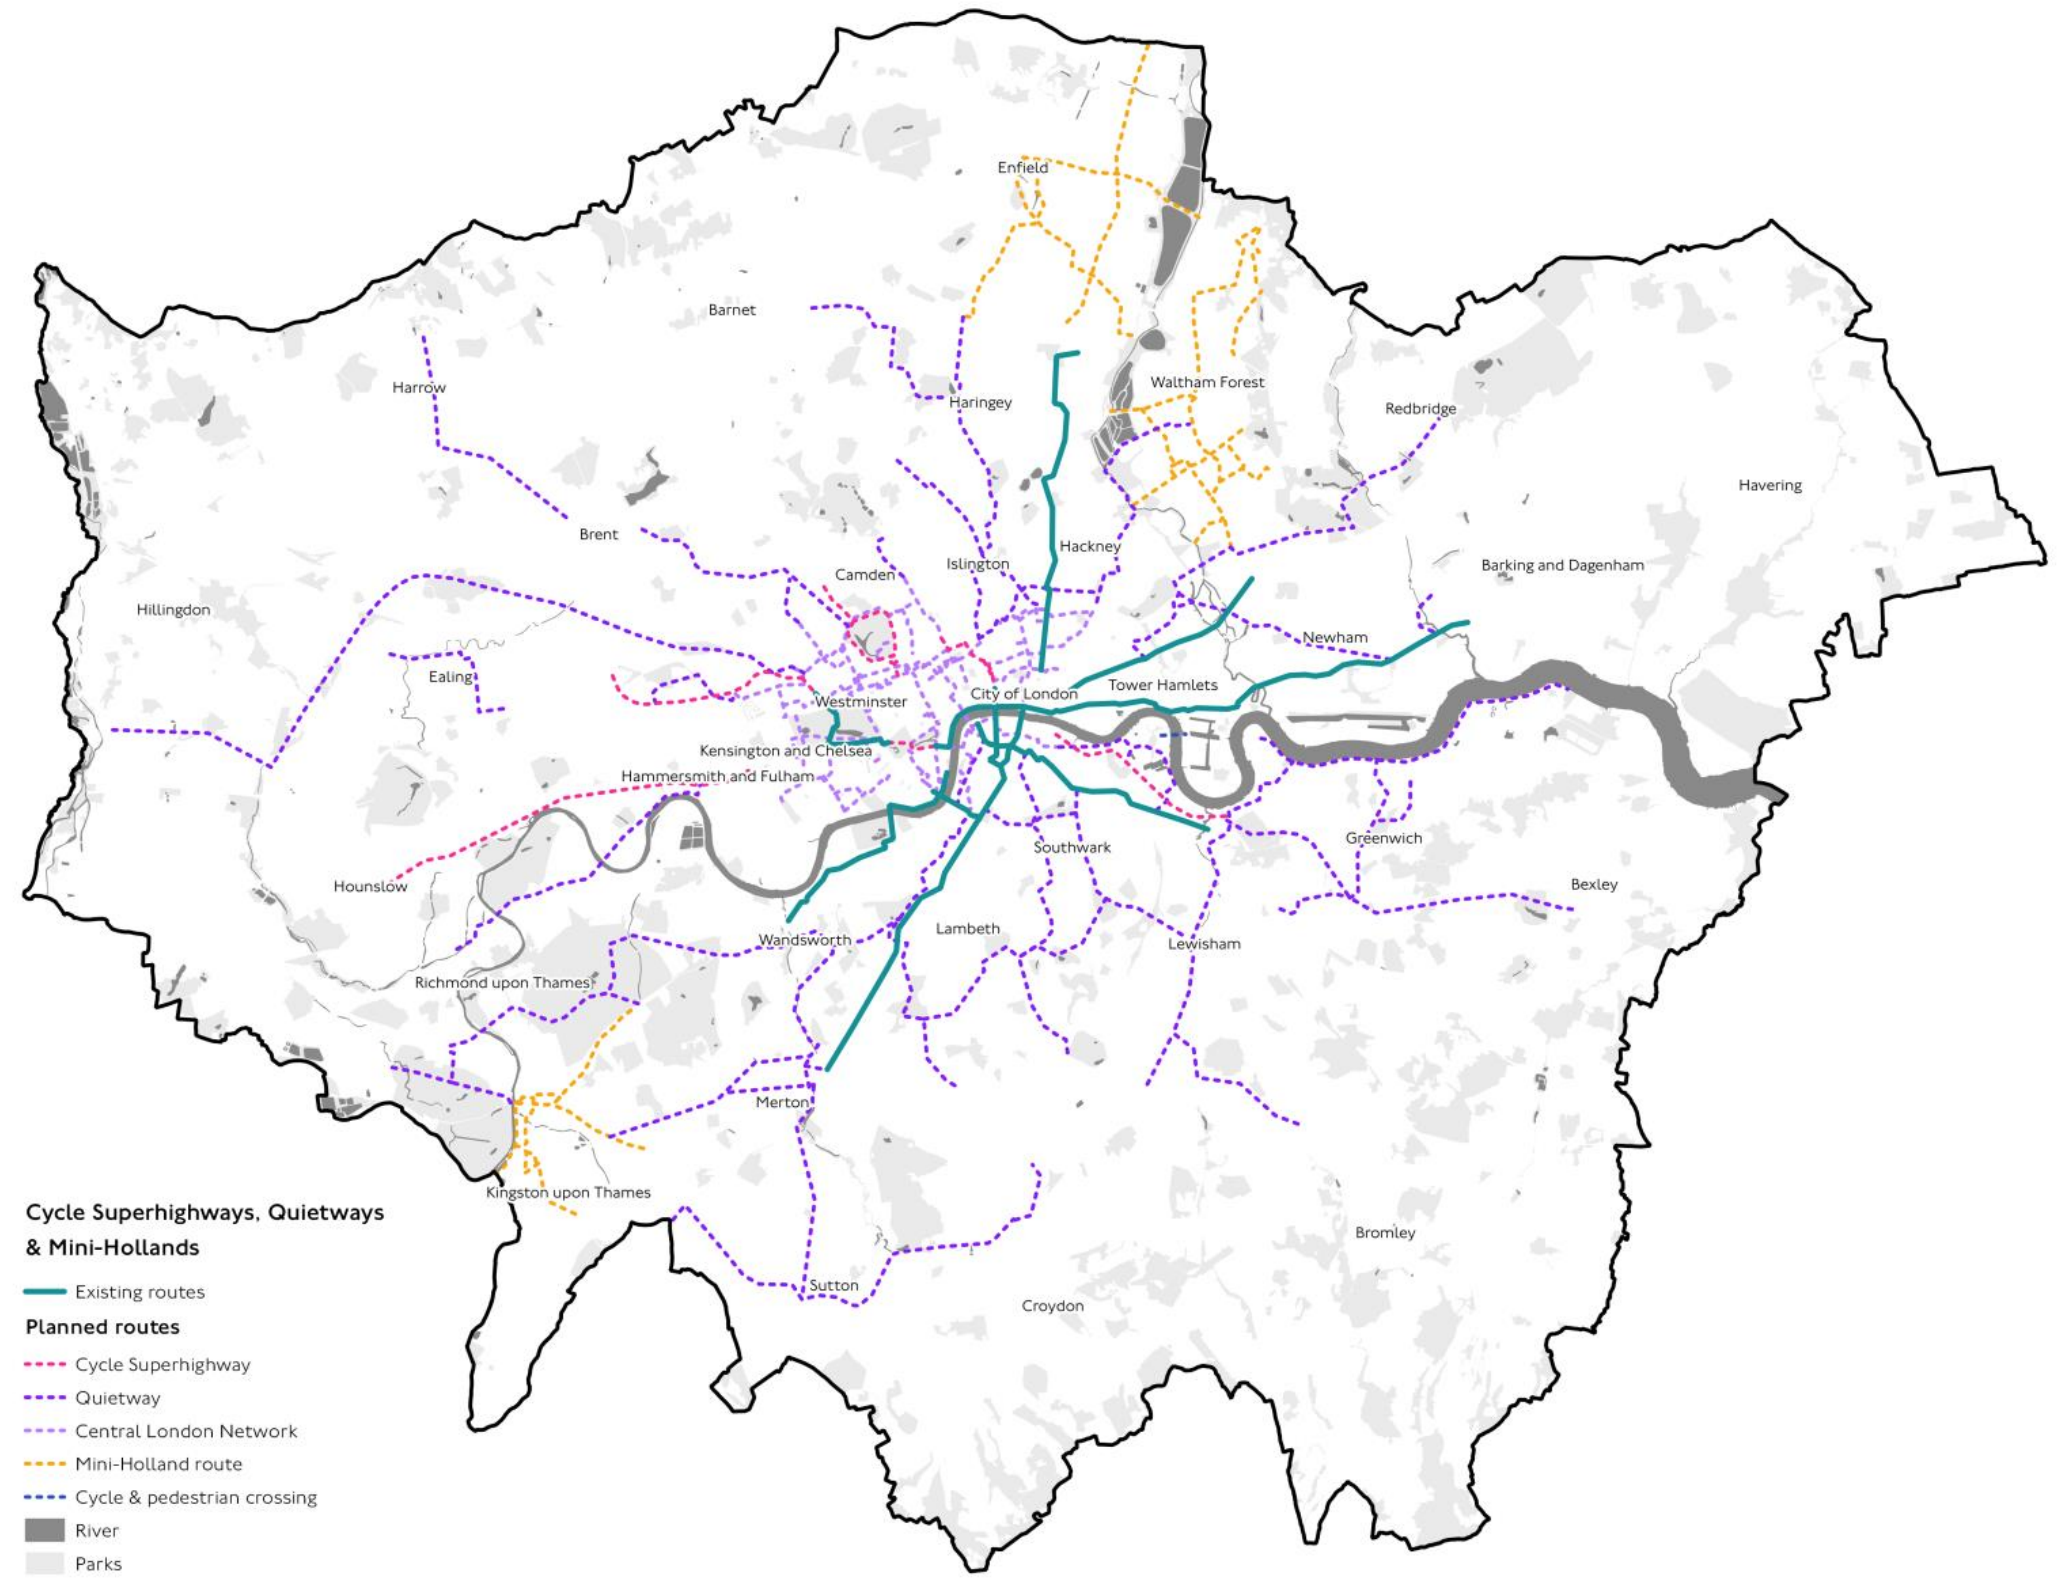 Enfield
Barnet
Waltham Forest
Harrow
Haringey
Redbridge
Havering
Brent
Hackney
Islington
Camden
Barking and Dagenham
Hillingdon
Newham
Ealing
Tower Hamlets
City of London
Westminster
Kensington and Chelsea
Hammersmith and Fulham
Greenwich
Southwark
Hounslow
Bexley
Lambeth
Wandsworth
Lewisham
Richmond upon Thames
Merton
Kingston upon Thames
Bromley
Sutton
Croydon
Cycle Superhighways, Quietways
& Mini-Hollands
Existing routes
Planned routes
Cycle Superhighway
Quietway
Central London Network
Mini-Holland route
Cycle & pedestrian crossing
River
Parks